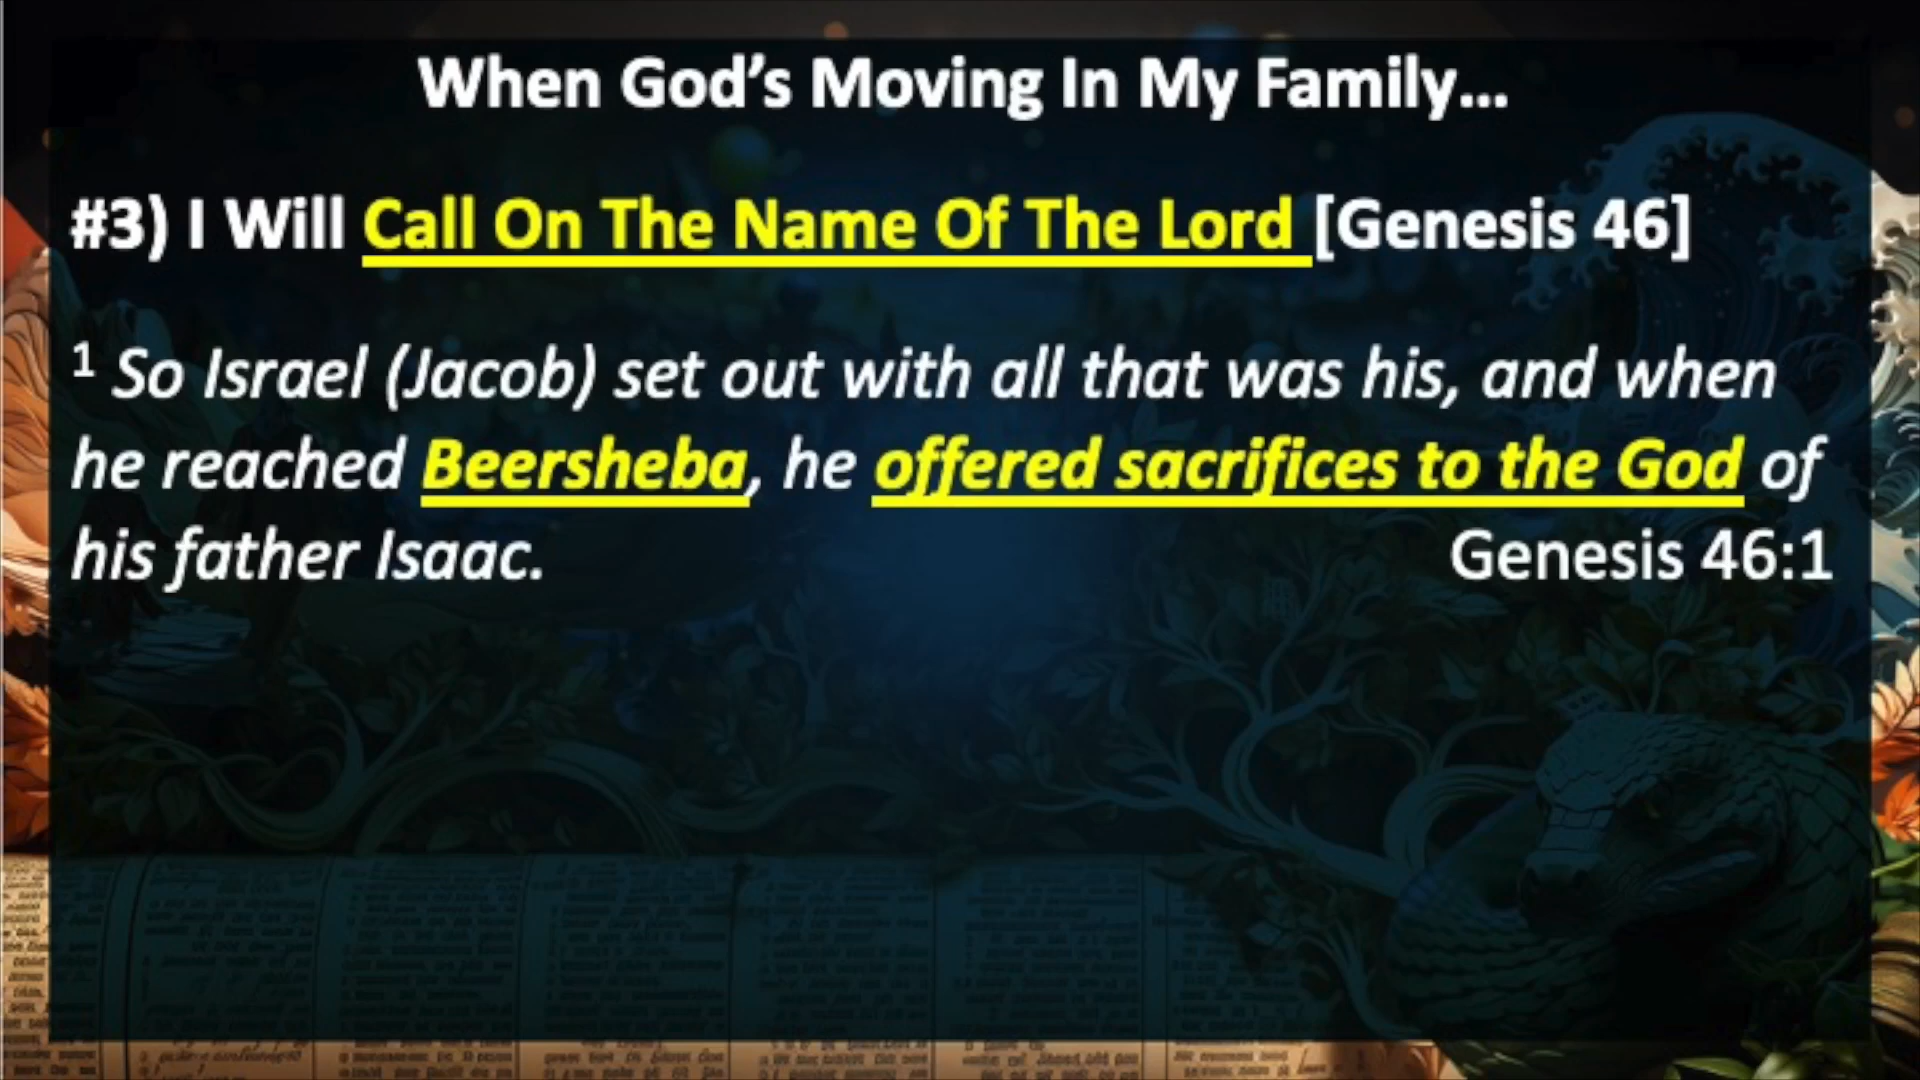 When God’s Moving In My Family…
#3) I Will Call On The Name Of The Lord [Genesis 46]
1 So Israel (Jacob) set out with all that was his, and when
he reached Beersheba, he offered sacrifices to the God of
his father Isaac. Genesis 46:1